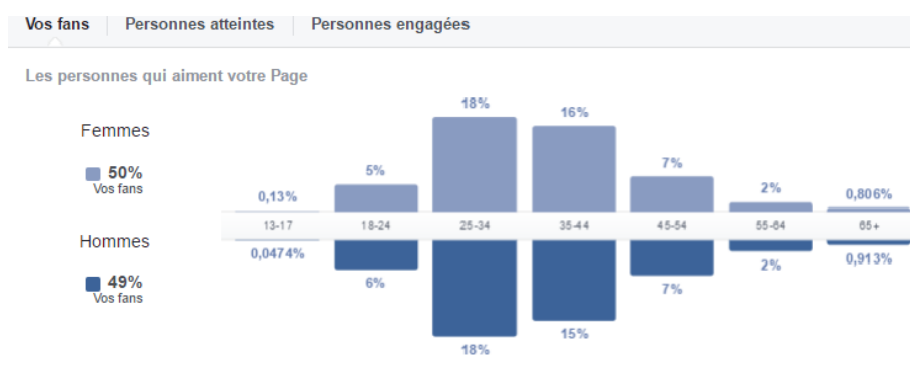 Vos fans Personnes atteintes Personnes engagées
Les personnes qui aiment votre Page
Femmes
50%
Vos fans
0,13% 5% 18% 16% 7% 2% 0,806%
13-17 18-24 25-34 35-44 45-54 55-64 65+
Hommes
49%
Vos fans
0,0474% 6% 18% 15% 7% 2% 0,913%